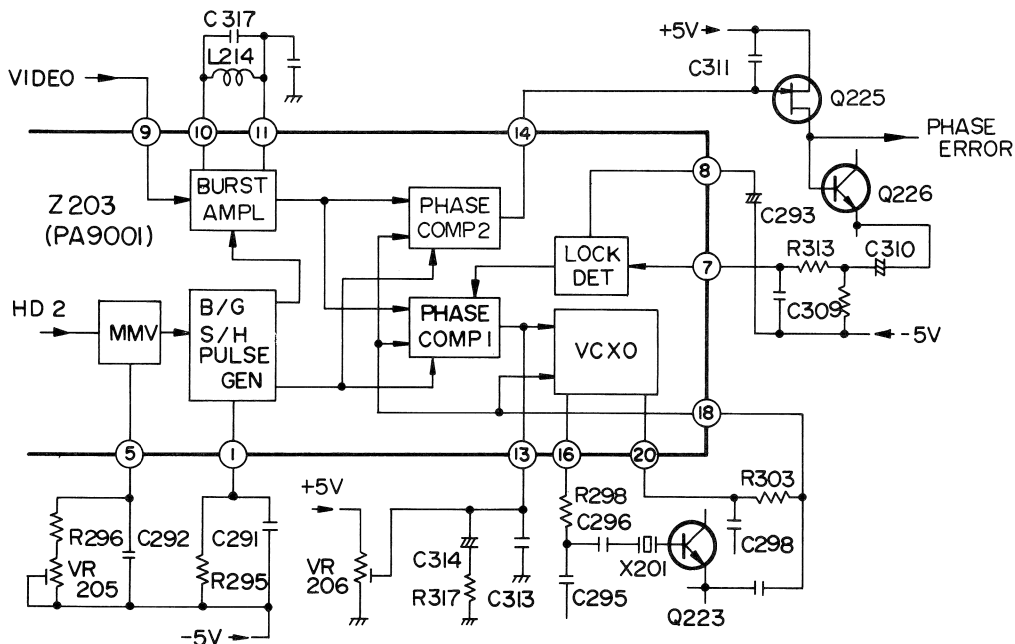 C317
L214
VIDEO
9
10
11
14
+5V
C311
Q225
PHASE
ERROR
8
Q226
C293
Z203
(PA9001)
BURST
AMPL
PHASE
COMP2
LOCK
DET
7
R313
C310
C309
-5V
HD 2
MMV
B/G
S/H
PULSE
GEN
PHASE
COMP1
VCXO
18
5
1
13
16
20
+5V
R303
R298
C296
R296
C292
C291
VR
205
R295
VR
206
C314
R317
C313
C295
X201
C298
Q223
-5V